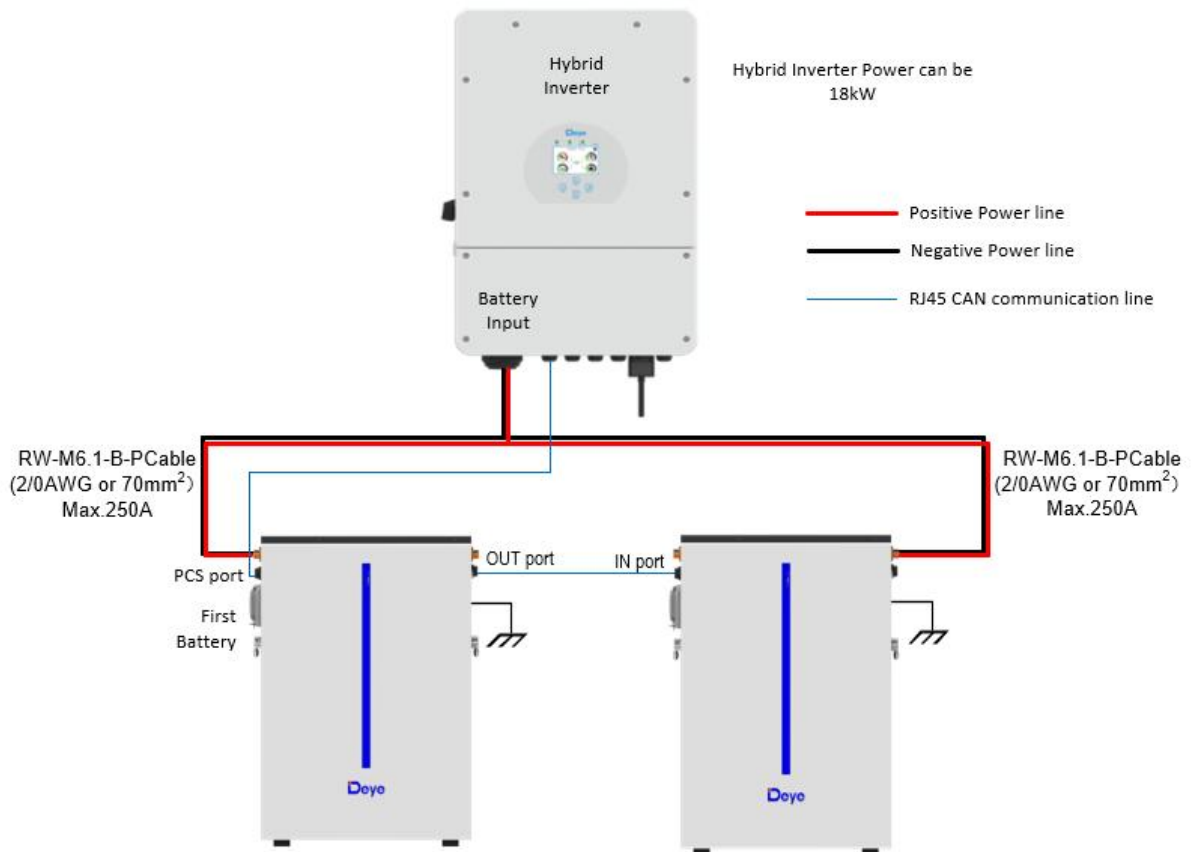 Hybrid
Inverter
Hybrid Inverter Power can be
18kW
Deye
Positive Power line
Negative Power line
RJ45 CAN communication line
Battery
Input
RW-M6.1-B-PCable
(2/0AWG or 70mm²）
Max.250A
RW-M6.1-B-PCable
(2/0AWG or 70mm²）
Max.250A
OUT port
IN port
PCS port
First
Battery
Deye
Deye